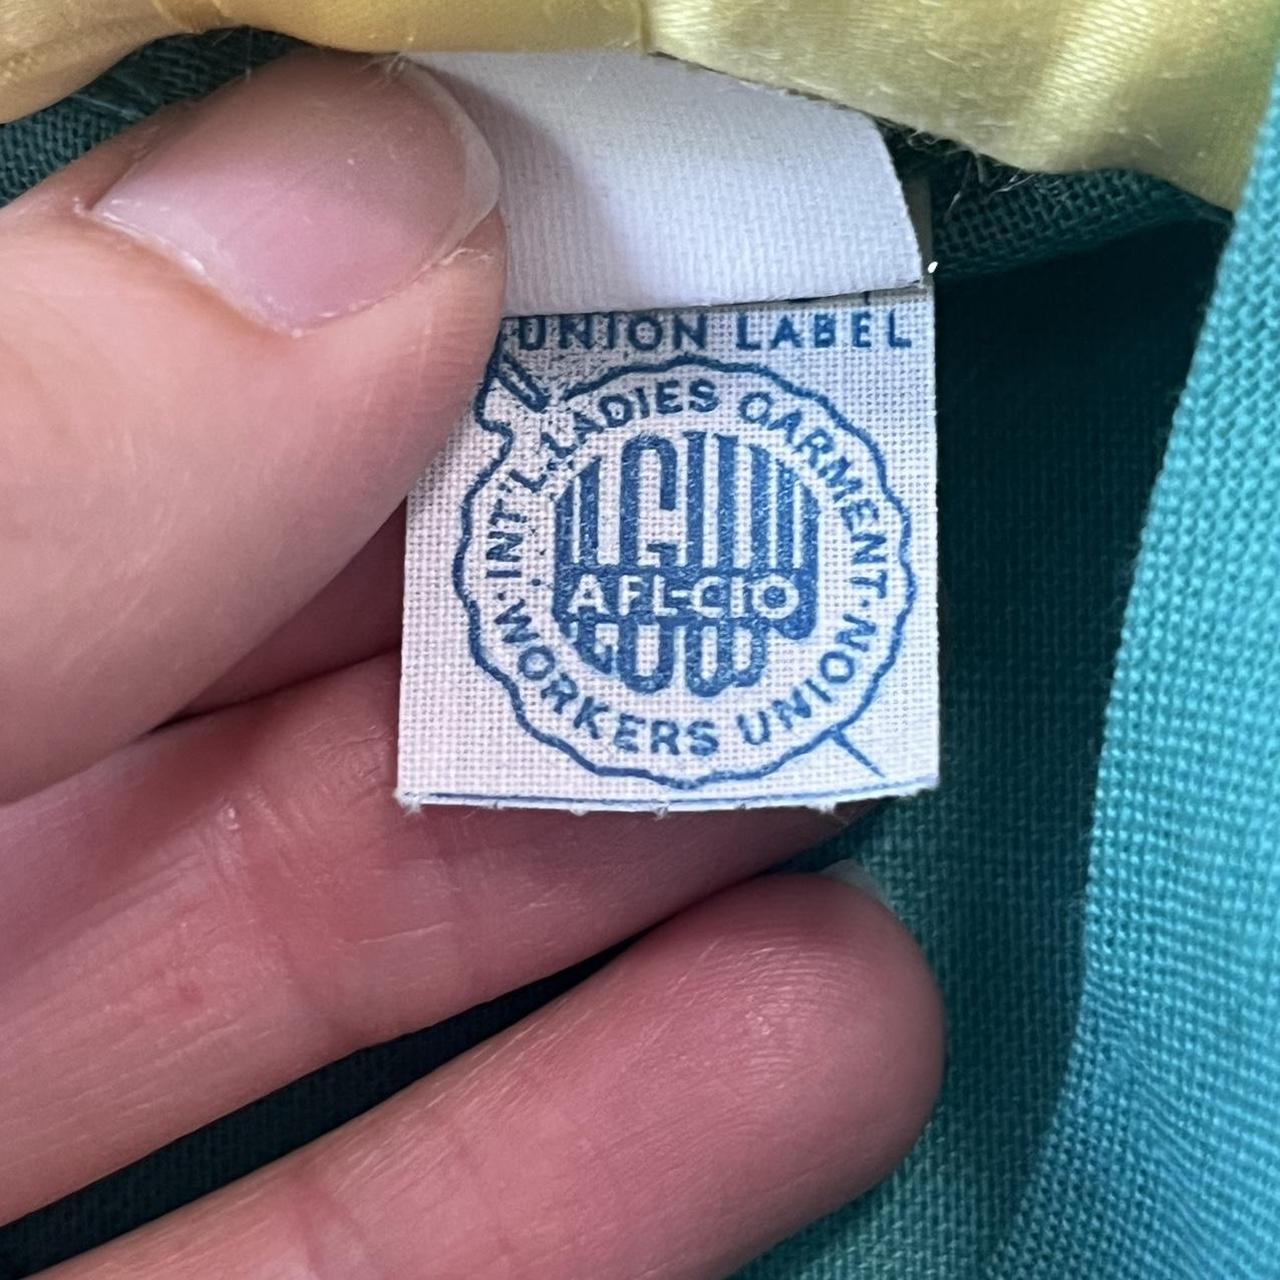 UNION LABEL
INT'L. LADIES GARMENT
ILGWU
AFL-CIO
· WORKERS UNION ·